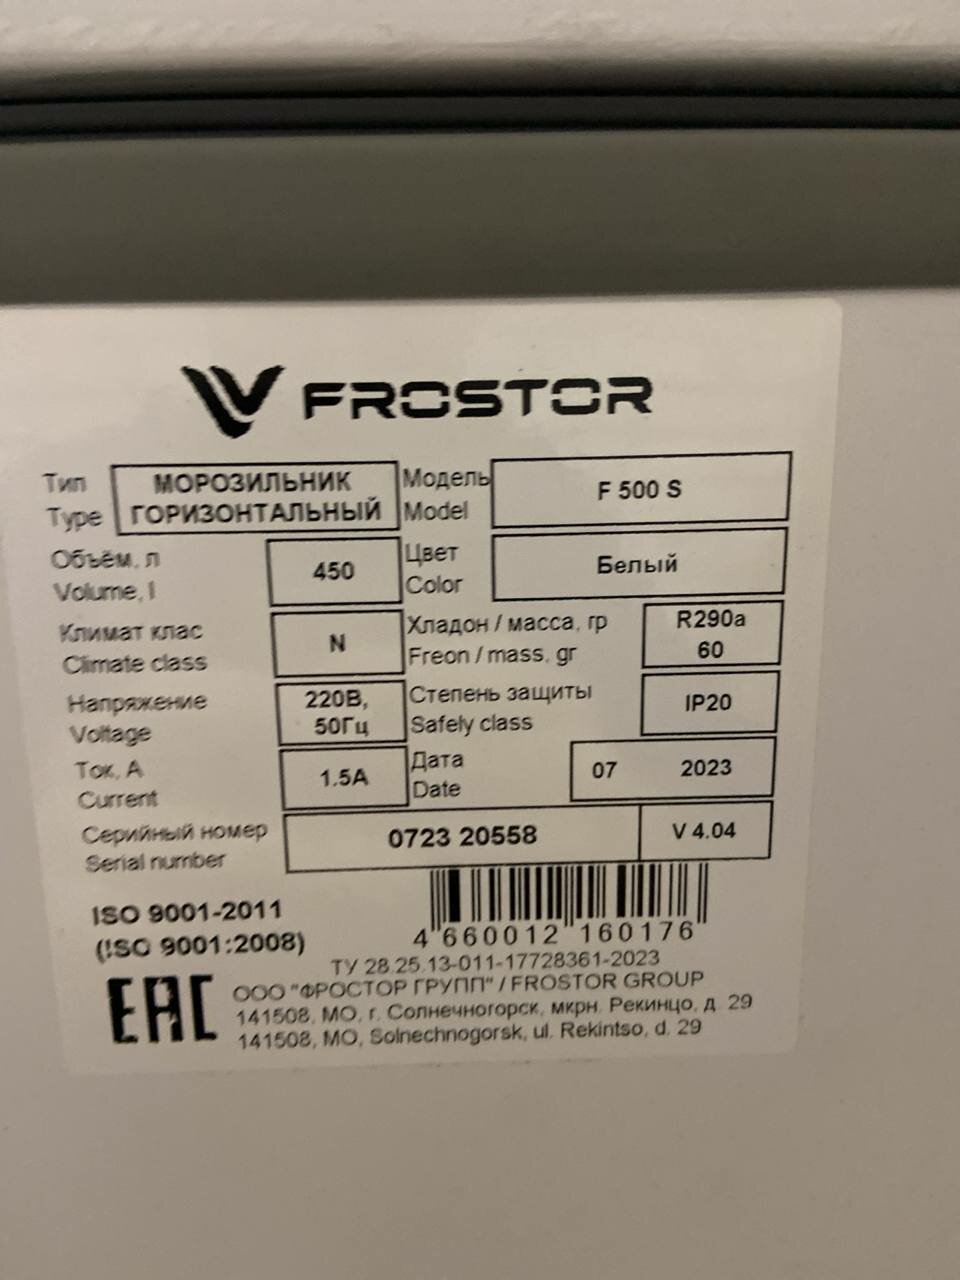 FROSTOR
Тип МОРОЗИЛЬНИК Модель F 500 S
Type ГОРИЗОНТАЛЬНЫЙ Model
Объём, л 450 Цвет Белый
Volume, l Color
Климат клас N Хладон / масса, гр R290a
Climate class Freon / mass, gr 60
Напряжение 220В, Степень защиты IP20
Voltage 50Гц Safely class
Ток, А 1.5А Дата 07 2023
Current Date
Серийный номер 0723 20558 V 4.04
Serial number
ISO 9001-2011
(ISO 9001:2008)
4 660012 160176
ТУ 28.25.13-011-17728361-2023
EAC ООО "ФРОСТОР ГРУПП" / FROSTOR GROUP
141508, МО, г. Солнечногорск, мкрн. Рекинцо, д. 29
141508, MO, Solnechnogorsk, ul. Rekintso, d. 29